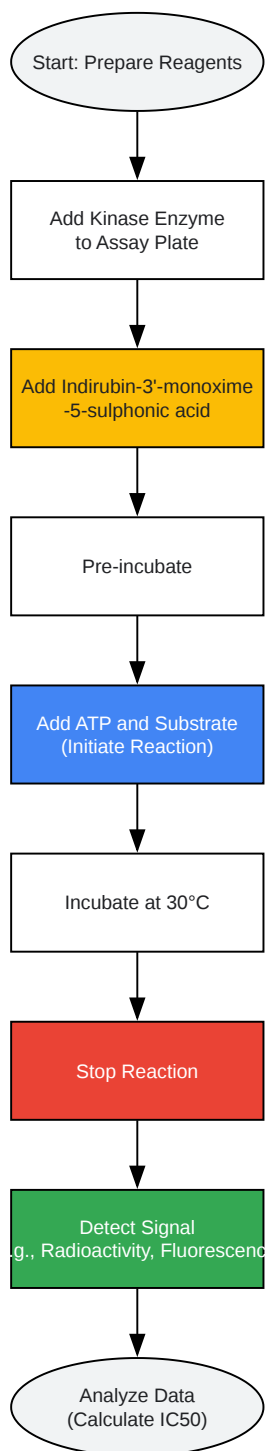 Start: Prepare Reagents
Add Kinase Enzyme
to Assay Plate
Add Indirubin-3'-monoxime
-5-sulphonic acid
Pre-incubate
Add ATP and Substrate
(Initiate Reaction)
Incubate at 30°C
Stop Reaction
Detect Signal
.g., Radioactivity, Fluorescenc
Analyze Data
(Calculate IC50)